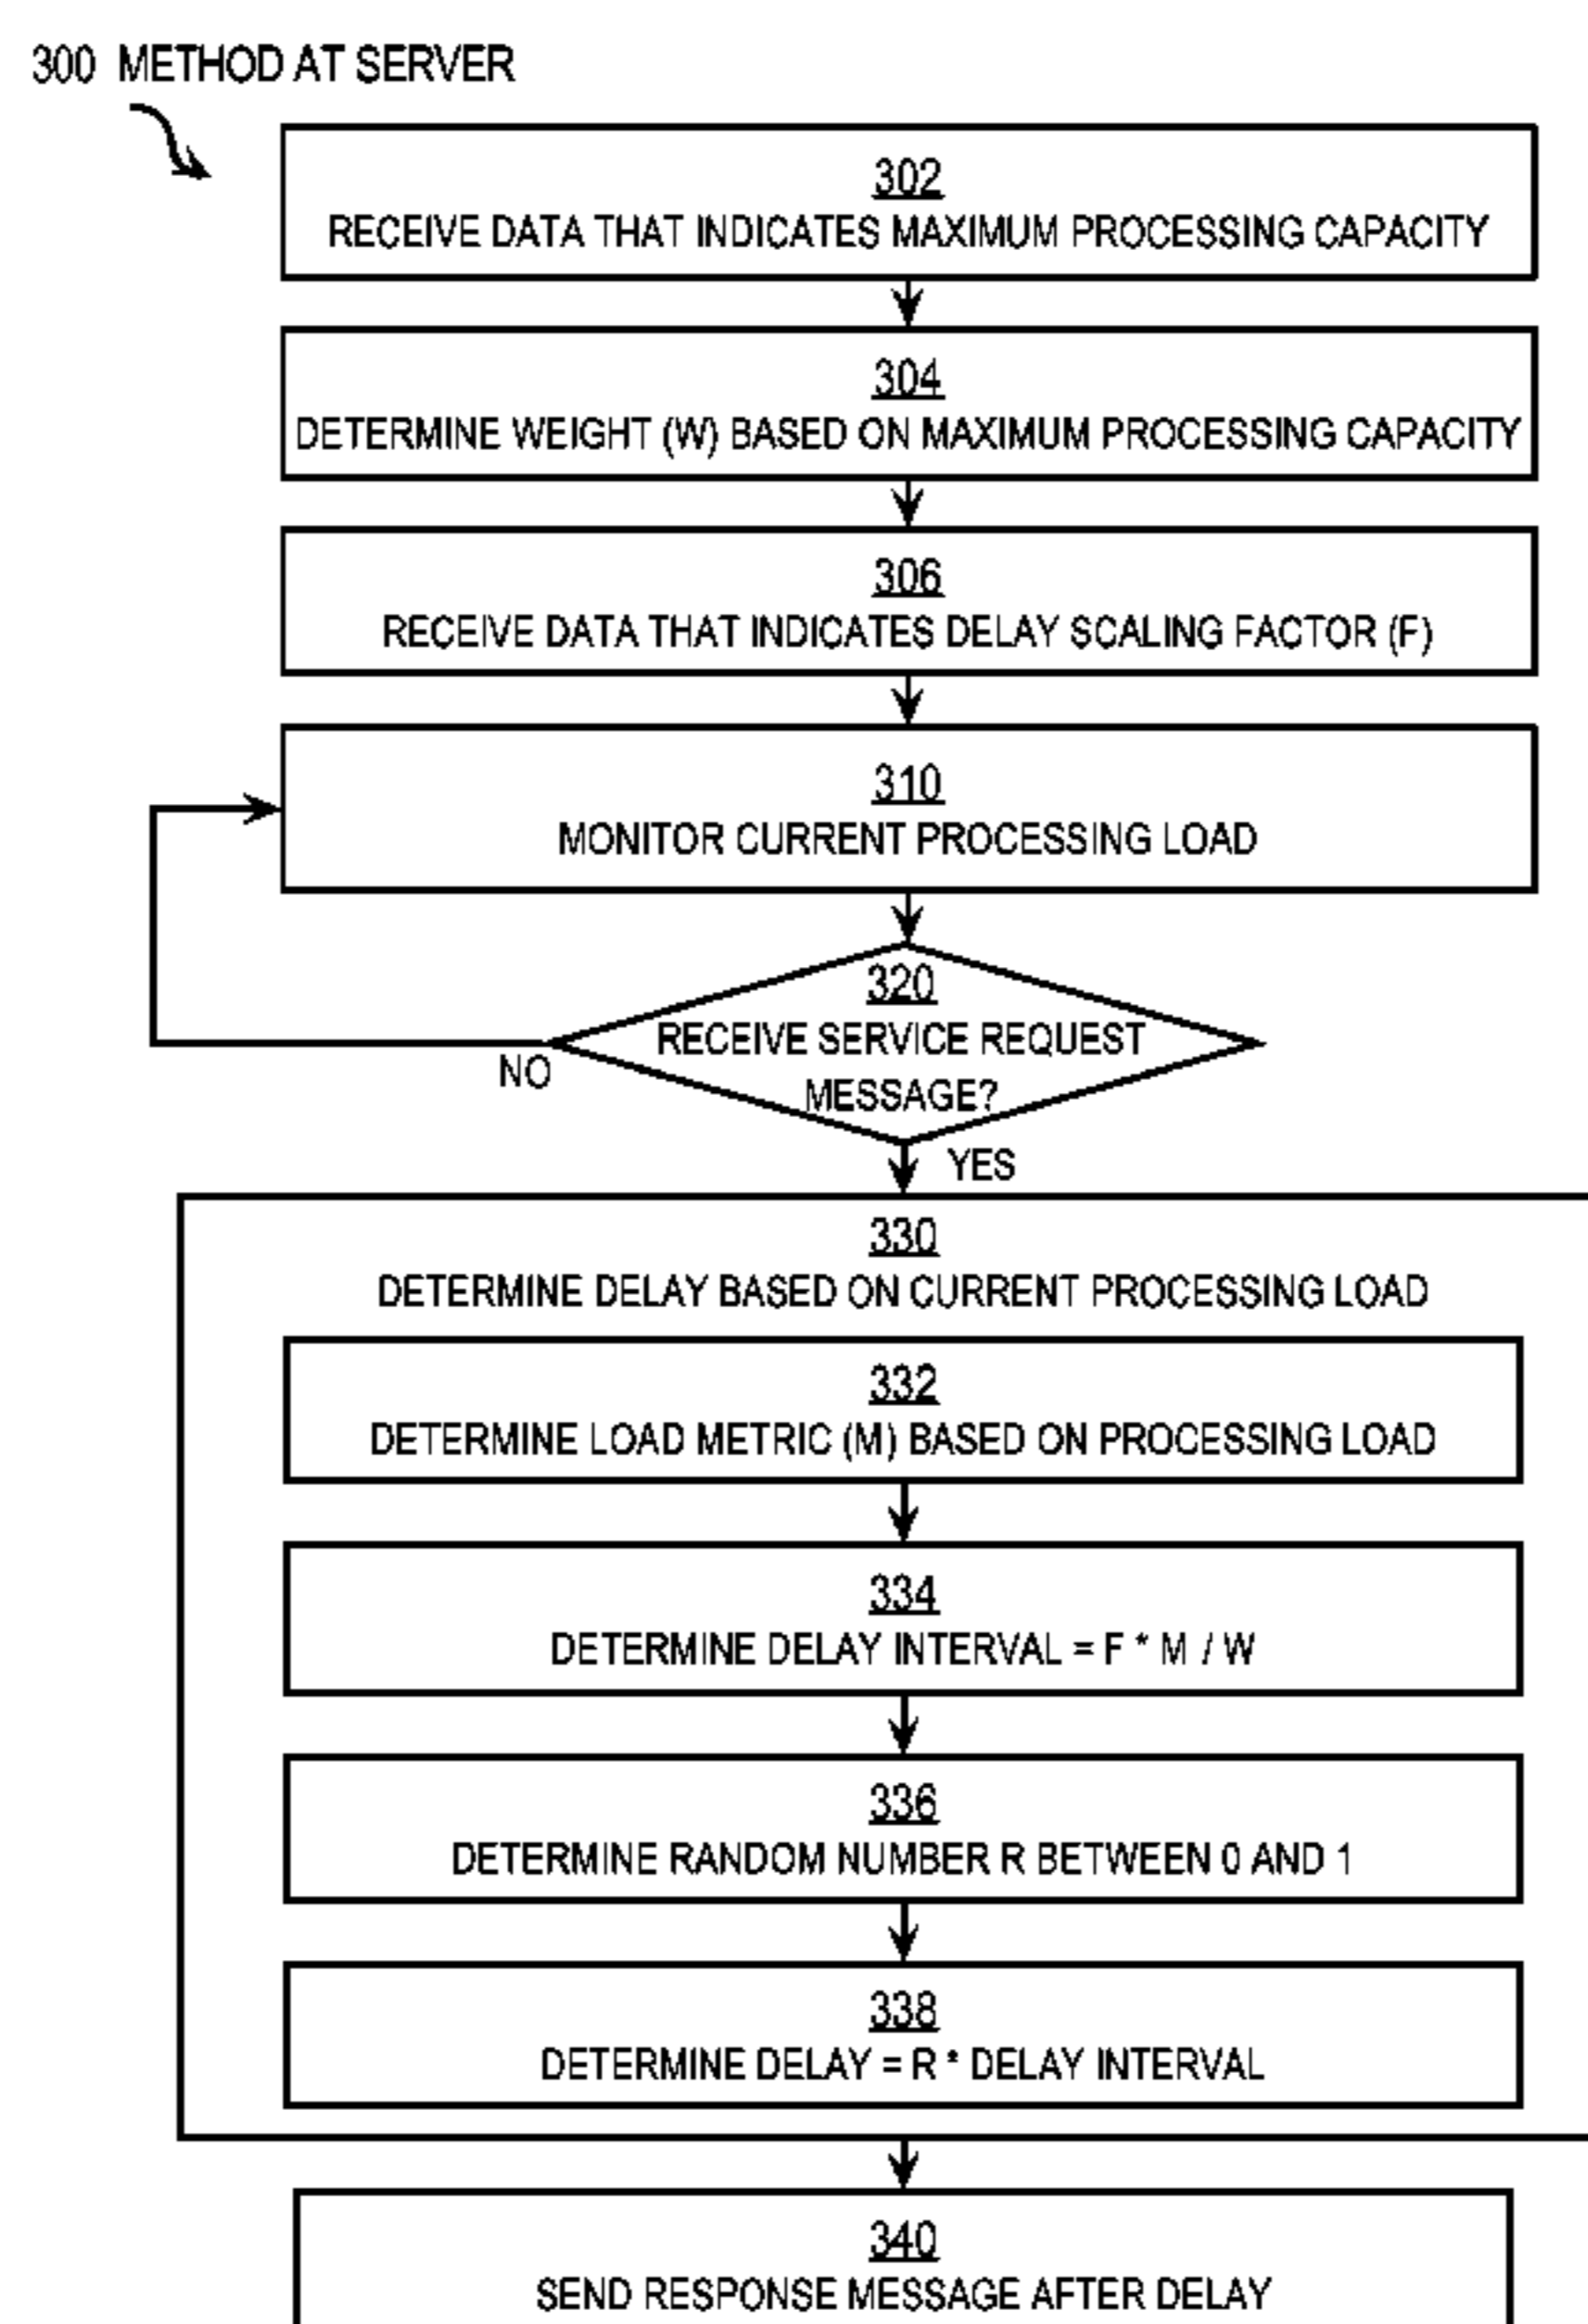 300 METHOD AT SERVER
302
RECEIVE DATA THAT INDICATES MAXIMUM PROCESSING CAPACITY
304
DETERMINE WEIGHT (W) BASED ON MAXIMUM PROCESSING CAPACITY
306
RECEIVE DATA THAT INDICATES DELAY SCALING FACTOR (F)
310
MONITOR CURRENT PROCESSING LOAD
320
RECEIVE SERVICE REQUEST
MESSAGE?
NO
YES
330
DETERMINE DELAY BASED ON CURRENT PROCESSING LOAD
332
DETERMINE LOAD METRIC (M) BASED ON PROCESSING LOAD
334
DETERMINE DELAY INTERVAL = F * M / W
336
DETERMINE RANDOM NUMBER R BETWEEN 0 AND 1
338
DETERMINE DELAY = R * DELAY INTERVAL
340
SEND RESPONSE MESSAGE AFTER DELAY